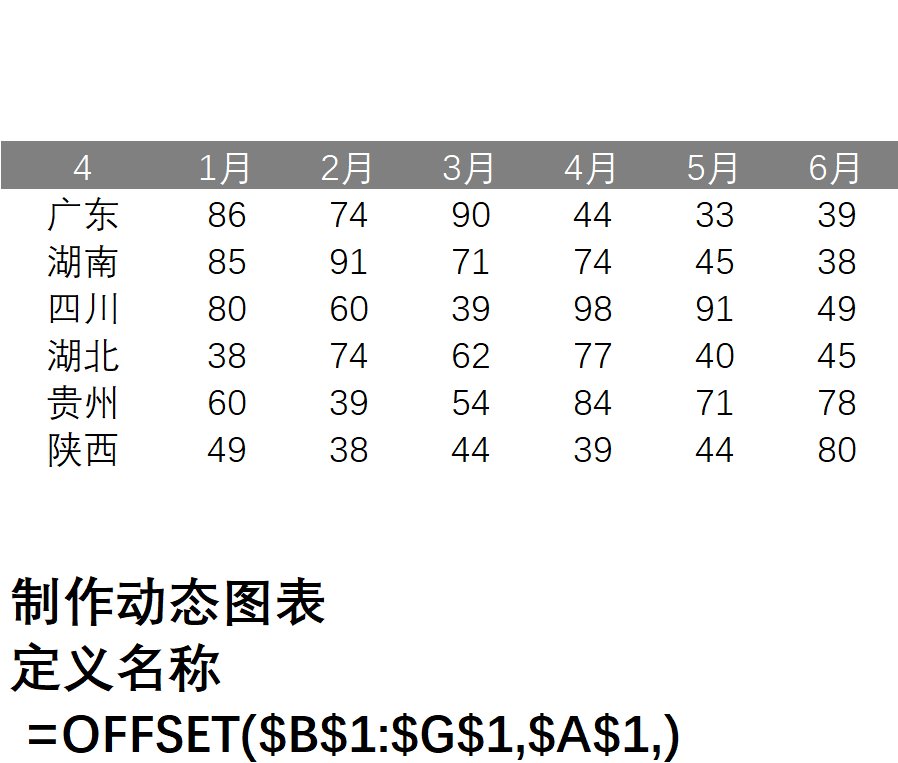 4 1月 2月 3月 4月 5月 6月
广东 86 74 90 44 33 39
湖南 85 91 71 74 45 38
四川 80 60 39 98 91 49
湖北 38 74 62 77 40 45
贵州 60 39 54 84 71 78
陕西 49 38 44 39 44 80
制作动态图表
定义名称
=OFFSET($B$1:$G$1,$A$1,)